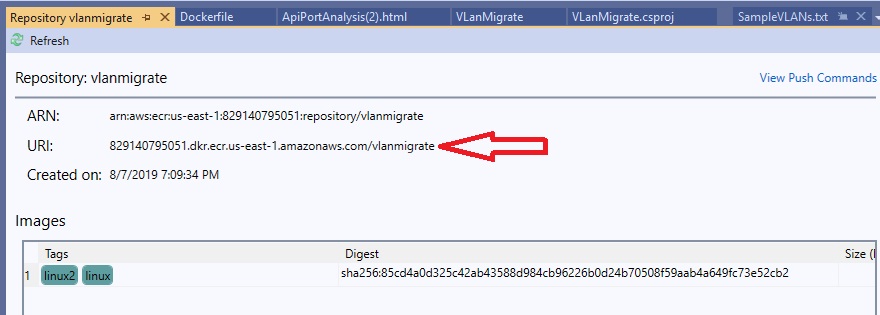 Repository vlanmigrate Dockerfile ApiPortAnalysis(2).html VLanMigrate VLanMigrate.csproj SampleVLANs.txt
Refresh
Repository: vlanmigrate View Push Commands
ARN: arn:aws:ecr:us-east-1:829140795051:repository/vlanmigrate
URI: 829140795051.dkr.ecr.us-east-1.amazonaws.com/vlanmigrate
Created on: 8/7/2019 7:09:34 PM
Images
Tags Digest Size (
1 linux2 linux sha256:85cd4a0d325c42ab43588d984cb96226b0d24b70508f59aab4a649fc73e52cb2